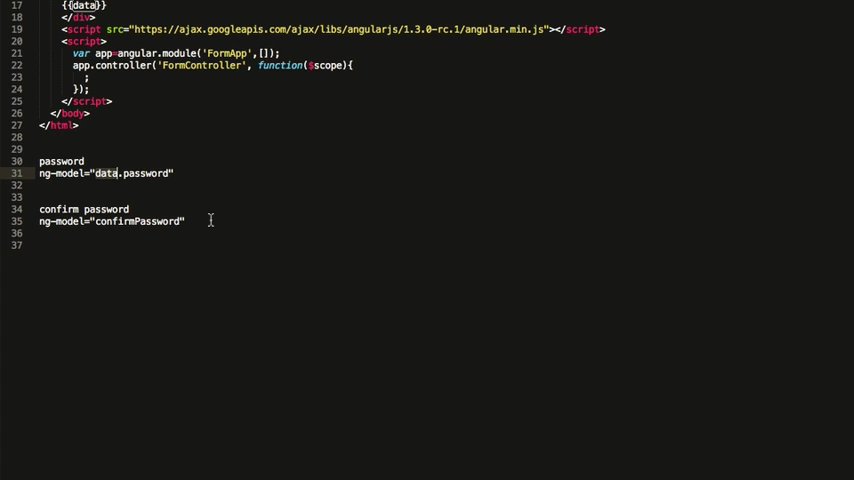 17 {{data}}
18 </div>
19 <script src="https://ajax.googleapis.com/ajax/libs/angularjs/1.3.0-rc.1/angular.min.js"></script>
20 <script>
21 var app=angular.module('FormApp',[]);
22 app.controller('FormController', function($scope){
23 ;
24 });
25 </script>
26 </body>
27 </html>
28
29
30 password
31 ng-model="data.password"
32
33
34 confirm password
35 ng-model="confirmPassword"
36
37